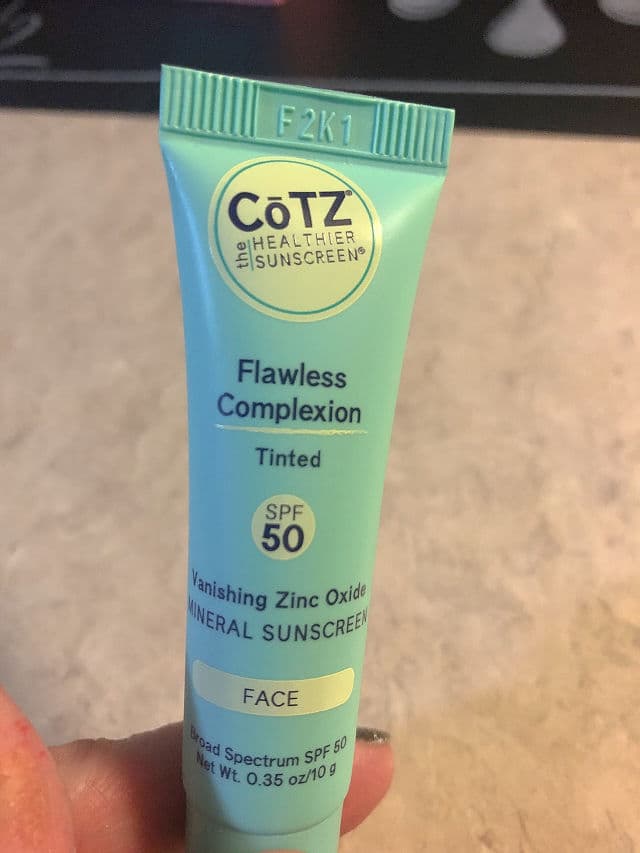 F2K1
CōTZ®
the HEALTHIER
SUNSCREEN®
Flawless
Complexion
Tinted
SPF
50
Vanishing Zinc Oxide
MINERAL SUNSCREEN
FACE
Broad Spectrum SPF 50
Net Wt. 0.35 oz/10 g